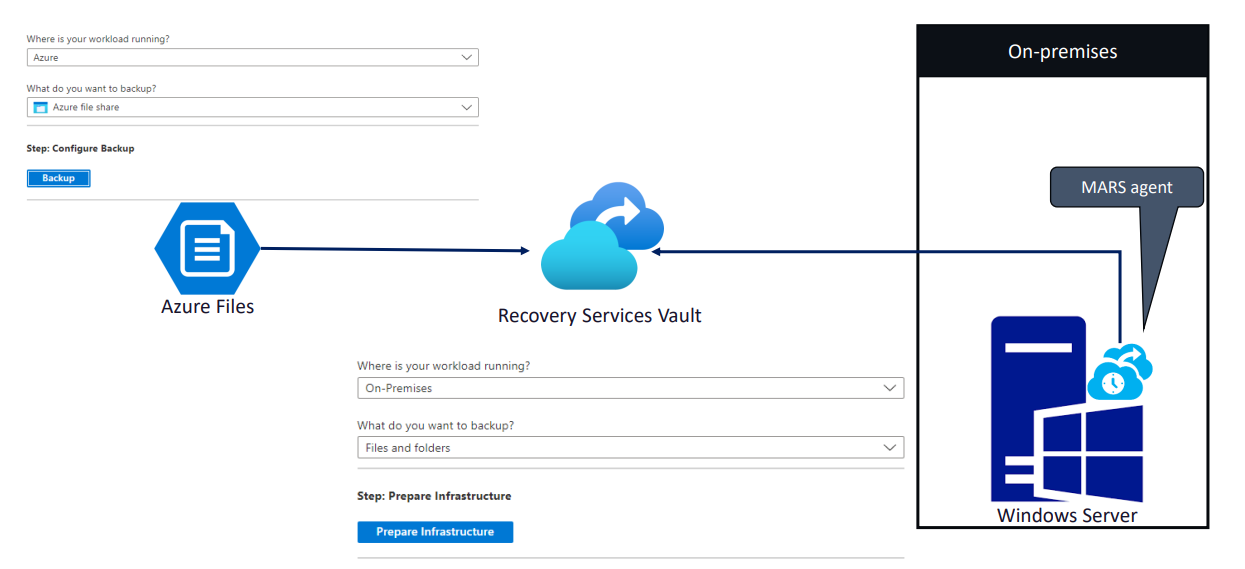 Where is your workload running?
Azure
What do you want to backup?
Azure file share
Step: Configure Backup
Backup
Azure Files
Recovery Services Vault
On-premises
MARS agent
Windows Server
Where is your workload running?
On-Premises
What do you want to backup?
Files and folders
Step: Prepare Infrastructure
Prepare Infrastructure